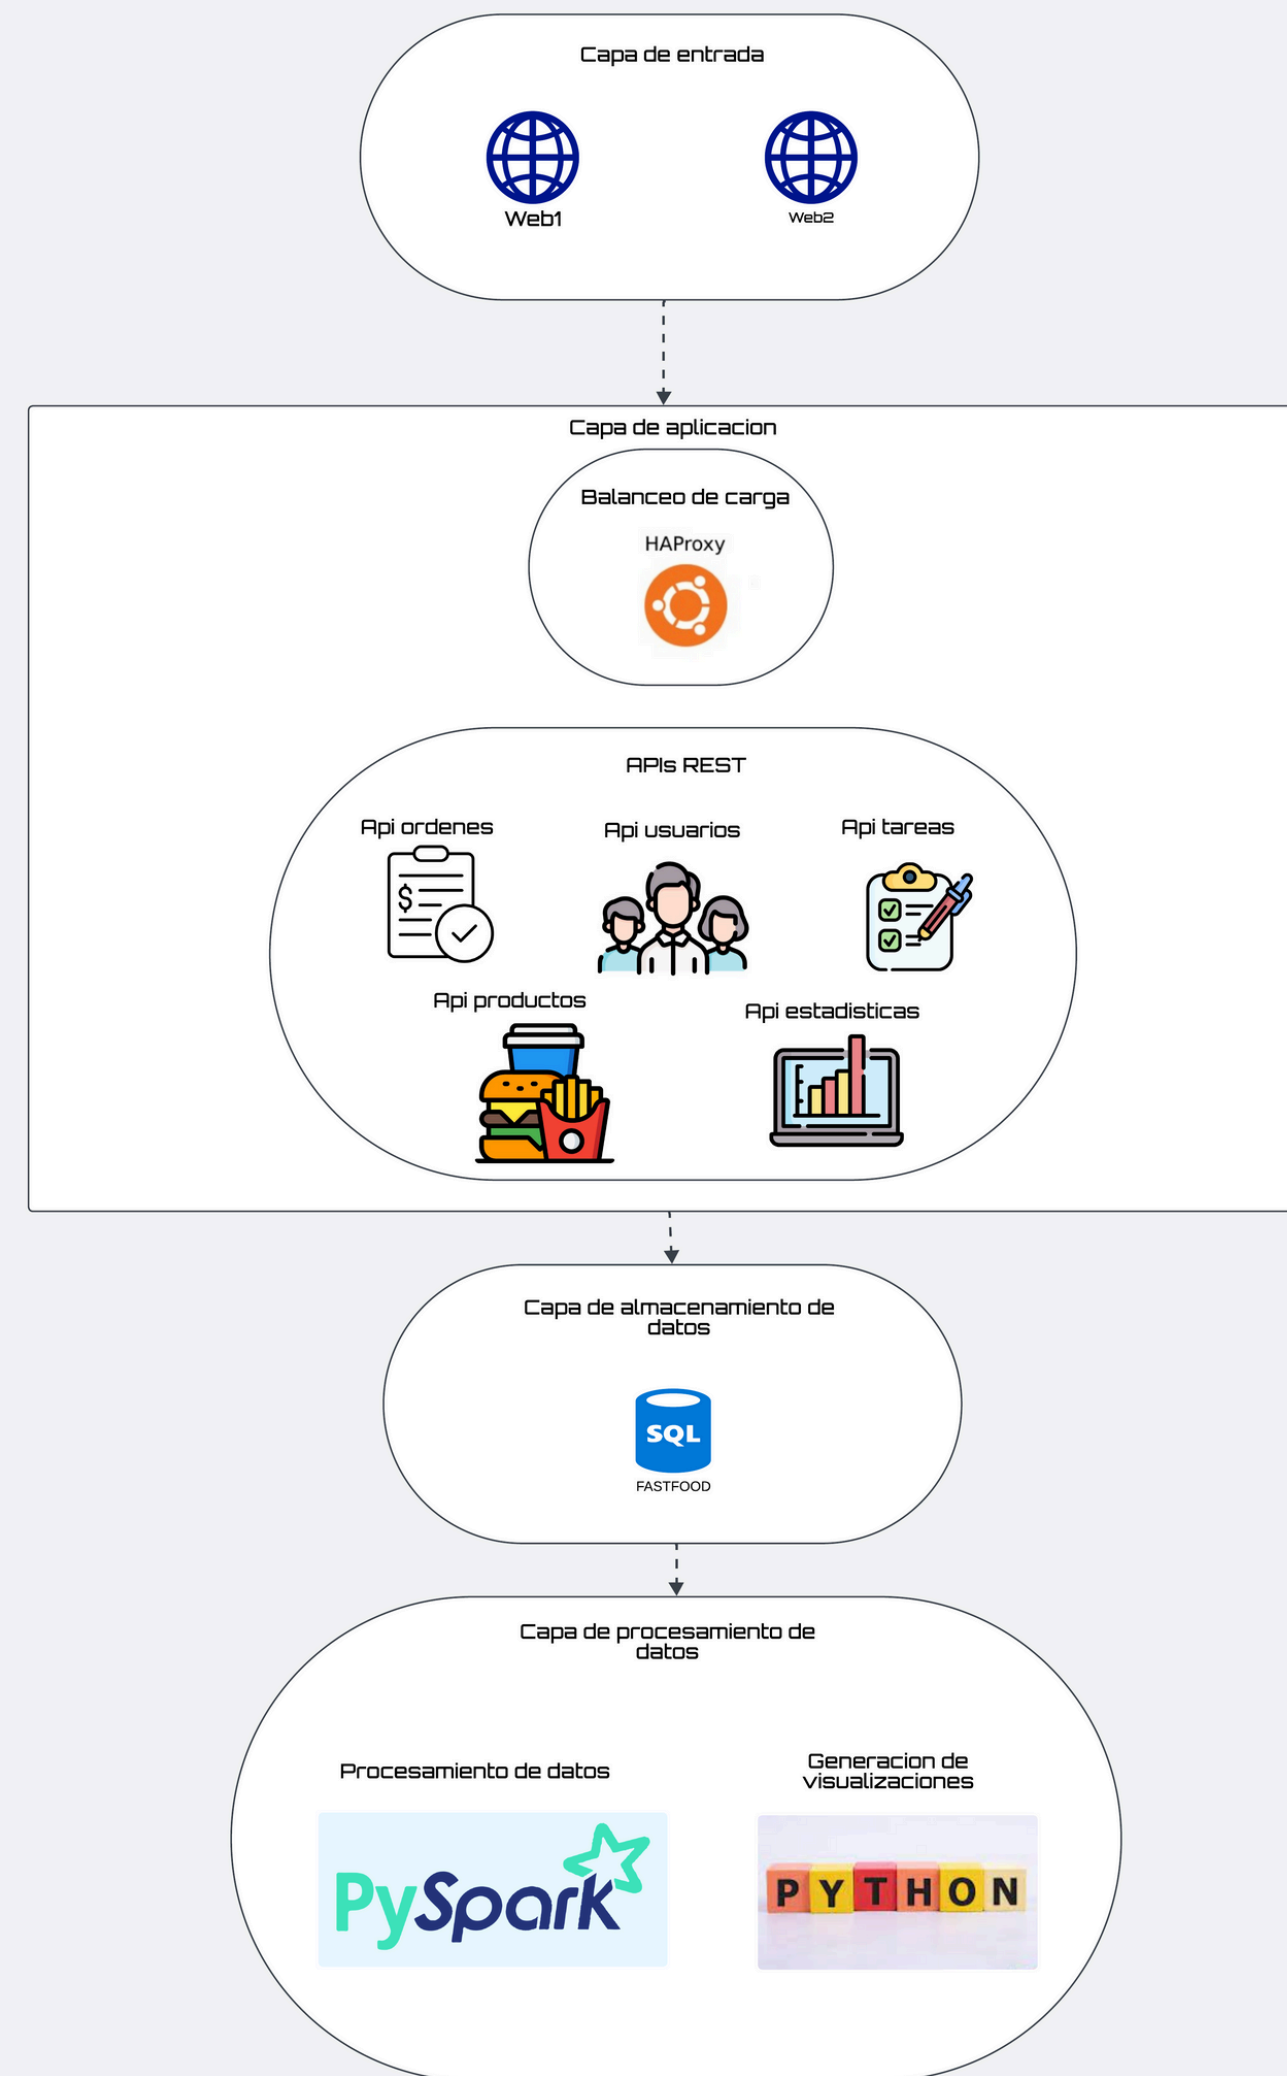 Capa de entrada
Web1
Web2
Capa de aplicacion
Balanceo de carga
HAProxy
APIs REST
Api ordenes
Api usuarios
Api tareas
$
Api productos
Api estadisticas
Capa de almacenamiento de
datos
SQL
FASTFOOD
Capa de procesamiento de
datos
Procesamiento de datos
Generacion de
visualizaciones
PySpark
PYTHON